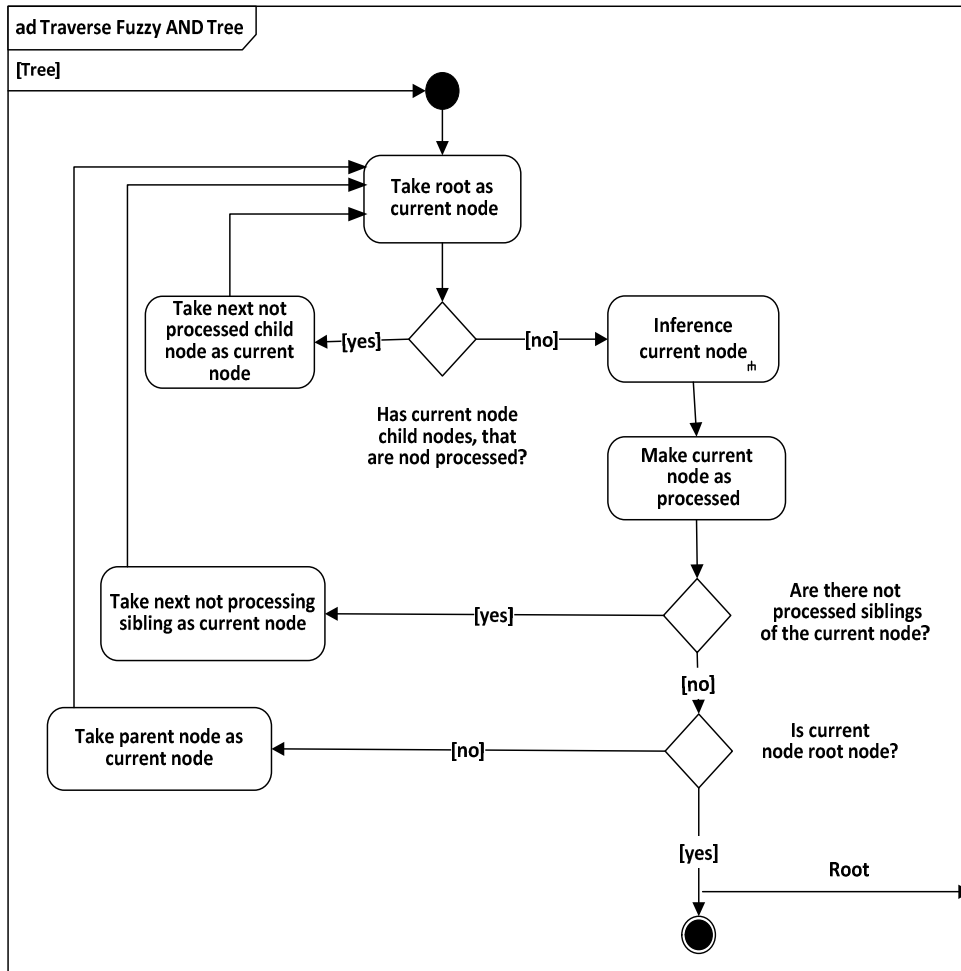 ad Traverse Fuzzy AND Tree
[Tree]
Take root as
current node
Take next not
processed child
node as current
node
[yes]
[no]
Inference
current node
Has current node
child nodes, that
are nod processed?
Make current
node as
processed
Take next not processing
sibling as current node
[yes]
Are there not
processed siblings
of the current node?
[no]
Take parent node as
current node
[no]
Is current
node root node?
[yes]
Root